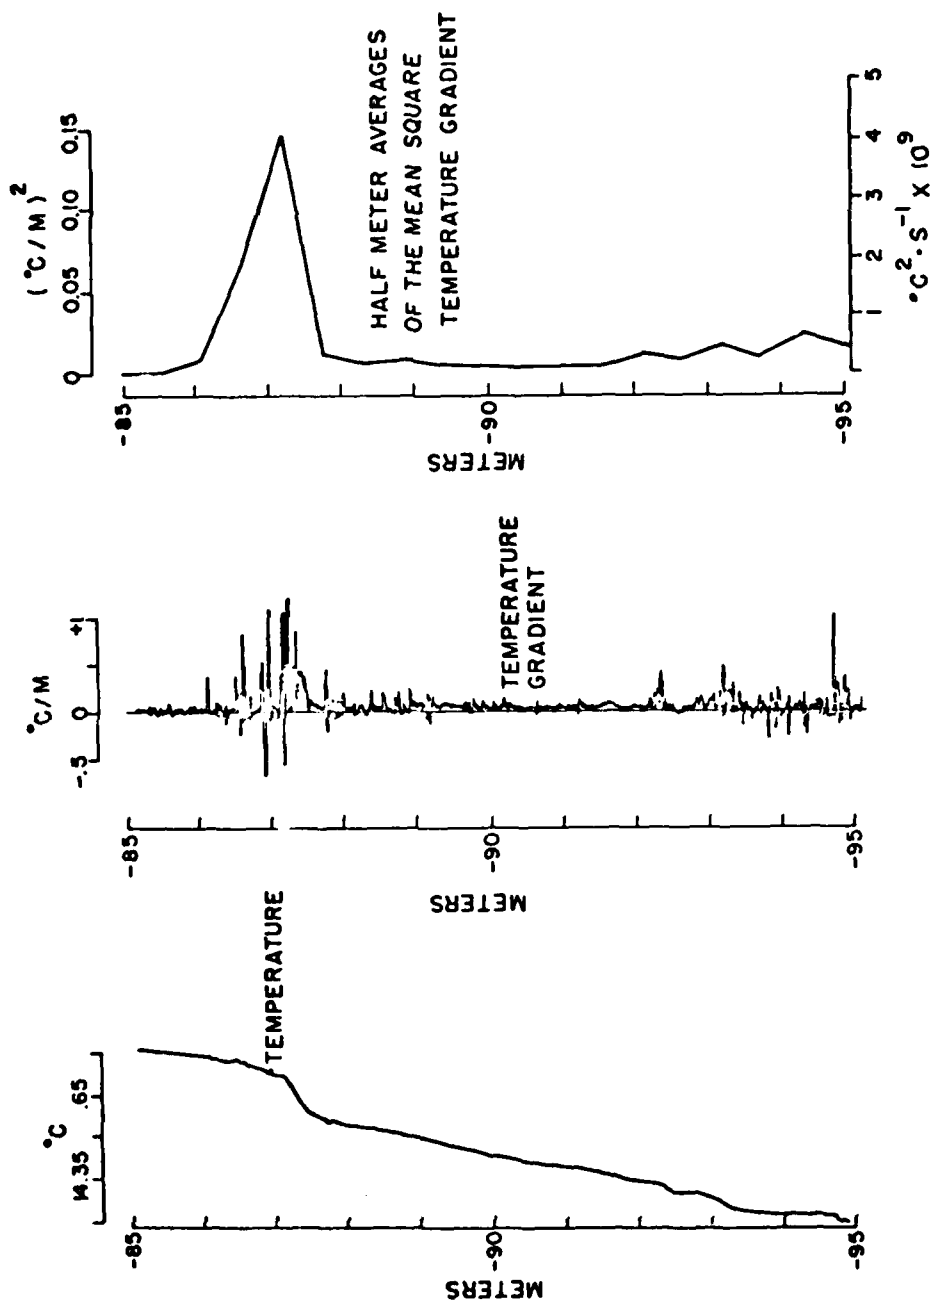 °C
14.35 .65
-85
-90
-95
METERS
TEMPERATURE
°C/M
-.5 0 +1
-85
-90
-95
METERS
TEMPERATURE
GRADIENT
(°C/M)²
0 0.05 0.10 0.15
-85
-90
-95
METERS
HALF METER AVERAGES
OF THE MEAN SQUARE
TEMPERATURE GRADIENT
1 2 3 4 5
°C²·S⁻¹ X 10⁹